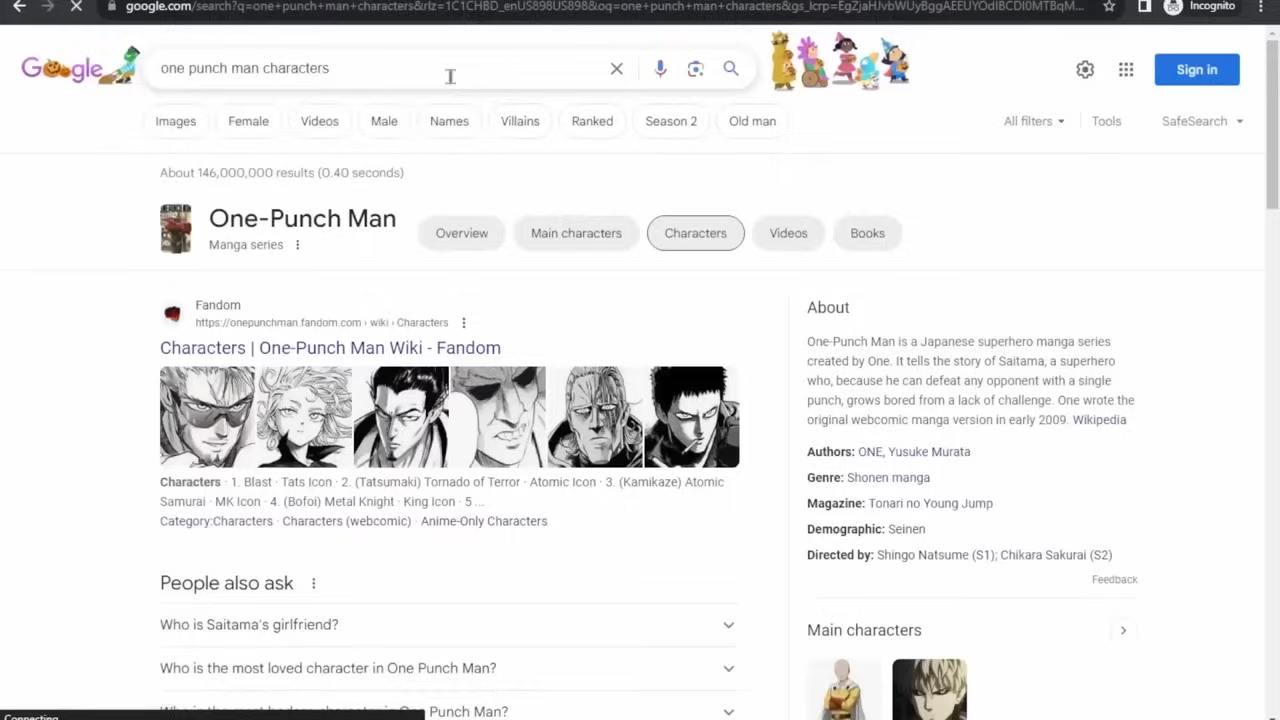 google.com/search?q=one+punch+man+characters&rlz=1C1CHBD_enUS898US898&oq=one+punch+man+characters&gs_lcrp=EgZjaHJvbWUyBggAEEUYOdIBCDI0MTBqM...
Incognito
Google
one punch man characters
Sign in
Images
Female
Videos
Male
Names
Villains
Ranked
Season 2
Old man
All filters
Tools
SafeSearch
About 146,000,000 results (0.40 seconds)
One-Punch Man
Manga series
Overview
Main characters
Characters
Videos
Books
Fandom
https://onepunchman.fandom.com › wiki › Characters
Characters | One-Punch Man Wiki - Fandom
Characters · 1. Blast · Tats Icon · 2. (Tatsumaki) Tornado of Terror · Atomic Icon · 3. (Kamikaze) Atomic
Samurai · MK Icon · 4. (Bofoi) Metal Knight · King Icon · 5 ...
Category:Characters · Characters (webcomic) · Anime-Only Characters
People also ask
Who is Saitama's girlfriend?
Who is the most loved character in One Punch Man?
Punch Man?
About
One-Punch Man is a Japanese superhero manga series
created by One. It tells the story of Saitama, a superhero
who, because he can defeat any opponent with a single
punch, grows bored from a lack of challenge. One wrote the
original webcomic manga version in early 2009. Wikipedia
Authors: ONE, Yusuke Murata
Genre: Shonen manga
Magazine: Tonari no Young Jump
Demographic: Seinen
Directed by: Shingo Natsume (S1); Chikara Sakurai (S2)
Feedback
Main characters